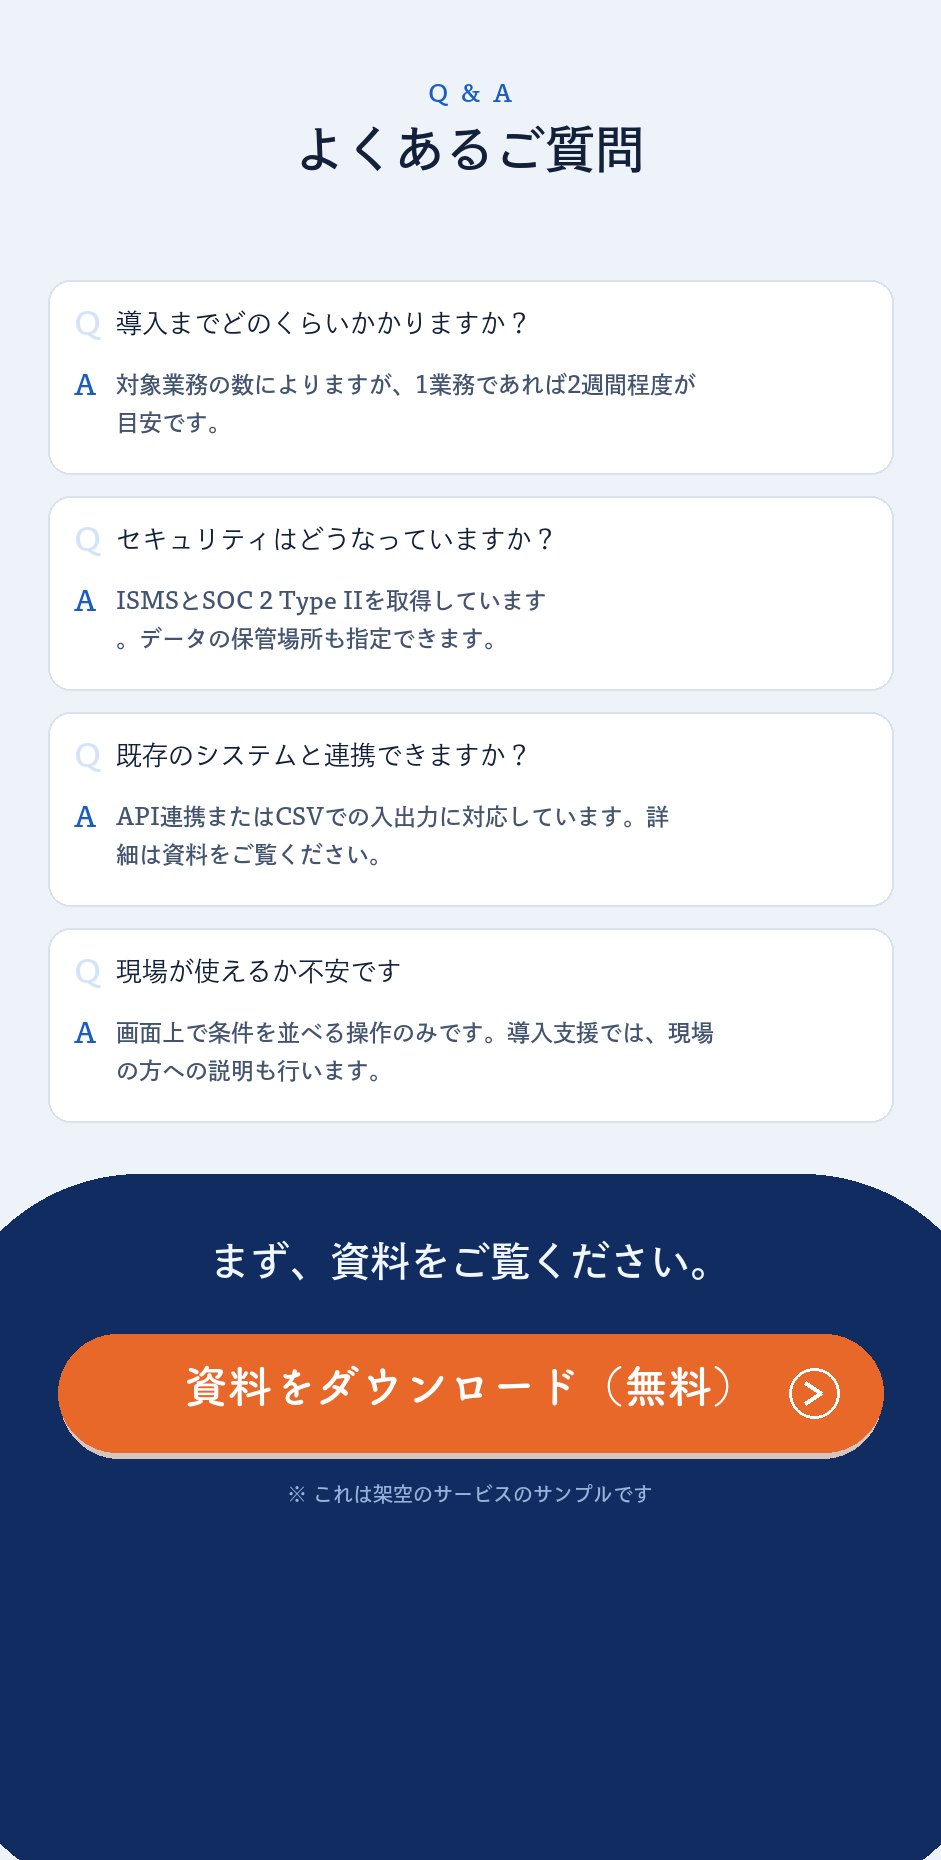 Q & A
よくあるご質問
Q 導入までどのくらいかかりますか？
A 対象業務の数によりますが、1業務であれば2週間程度が
目安です。
Q セキュリティはどうなっていますか？
A ISMSとSOC 2 Type IIを取得しています
。データの保管場所も指定できます。
Q 既存のシステムと連携できますか？
A API連携またはCSVでの入出力に対応しています。詳
細は資料をご覧ください。
Q 現場が使えるか不安です
A 画面上で条件を並べる操作のみです。導入支援では、現場
の方への説明も行います。
まず、資料をご覧ください。
資料をダウンロード（無料）
※ これは架空のサービスのサンプルです